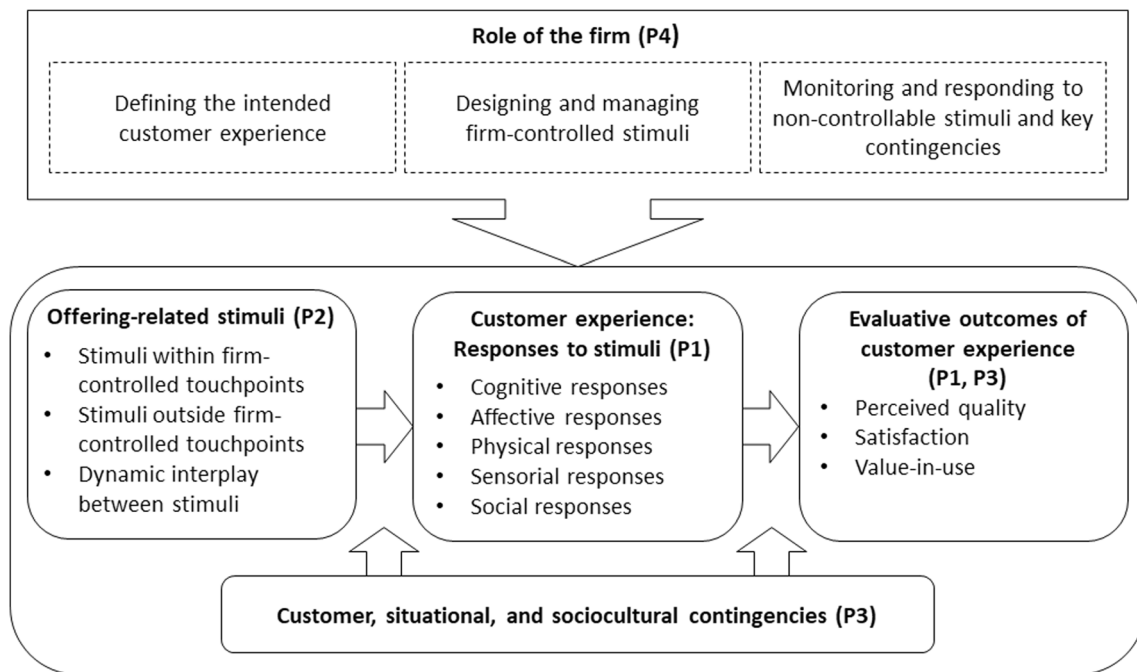 Role of the firm (P4)
Defining the intended
customer experience
Designing and managing
firm-controlled stimuli
Monitoring and responding to
non-controllable stimuli and key
contingencies
Offering-related stimuli (P2)
• Stimuli within firm-
controlled touchpoints
• Stimuli outside firm-
controlled touchpoints
• Dynamic interplay
between stimuli
Customer experience:
Responses to stimuli (P1)
• Cognitive responses
• Affective responses
• Physical responses
• Sensorial responses
• Social responses
Evaluative outcomes of
customer experience
(P1, P3)
• Perceived quality
• Satisfaction
• Value-in-use
Customer, situational, and sociocultural contingencies (P3)